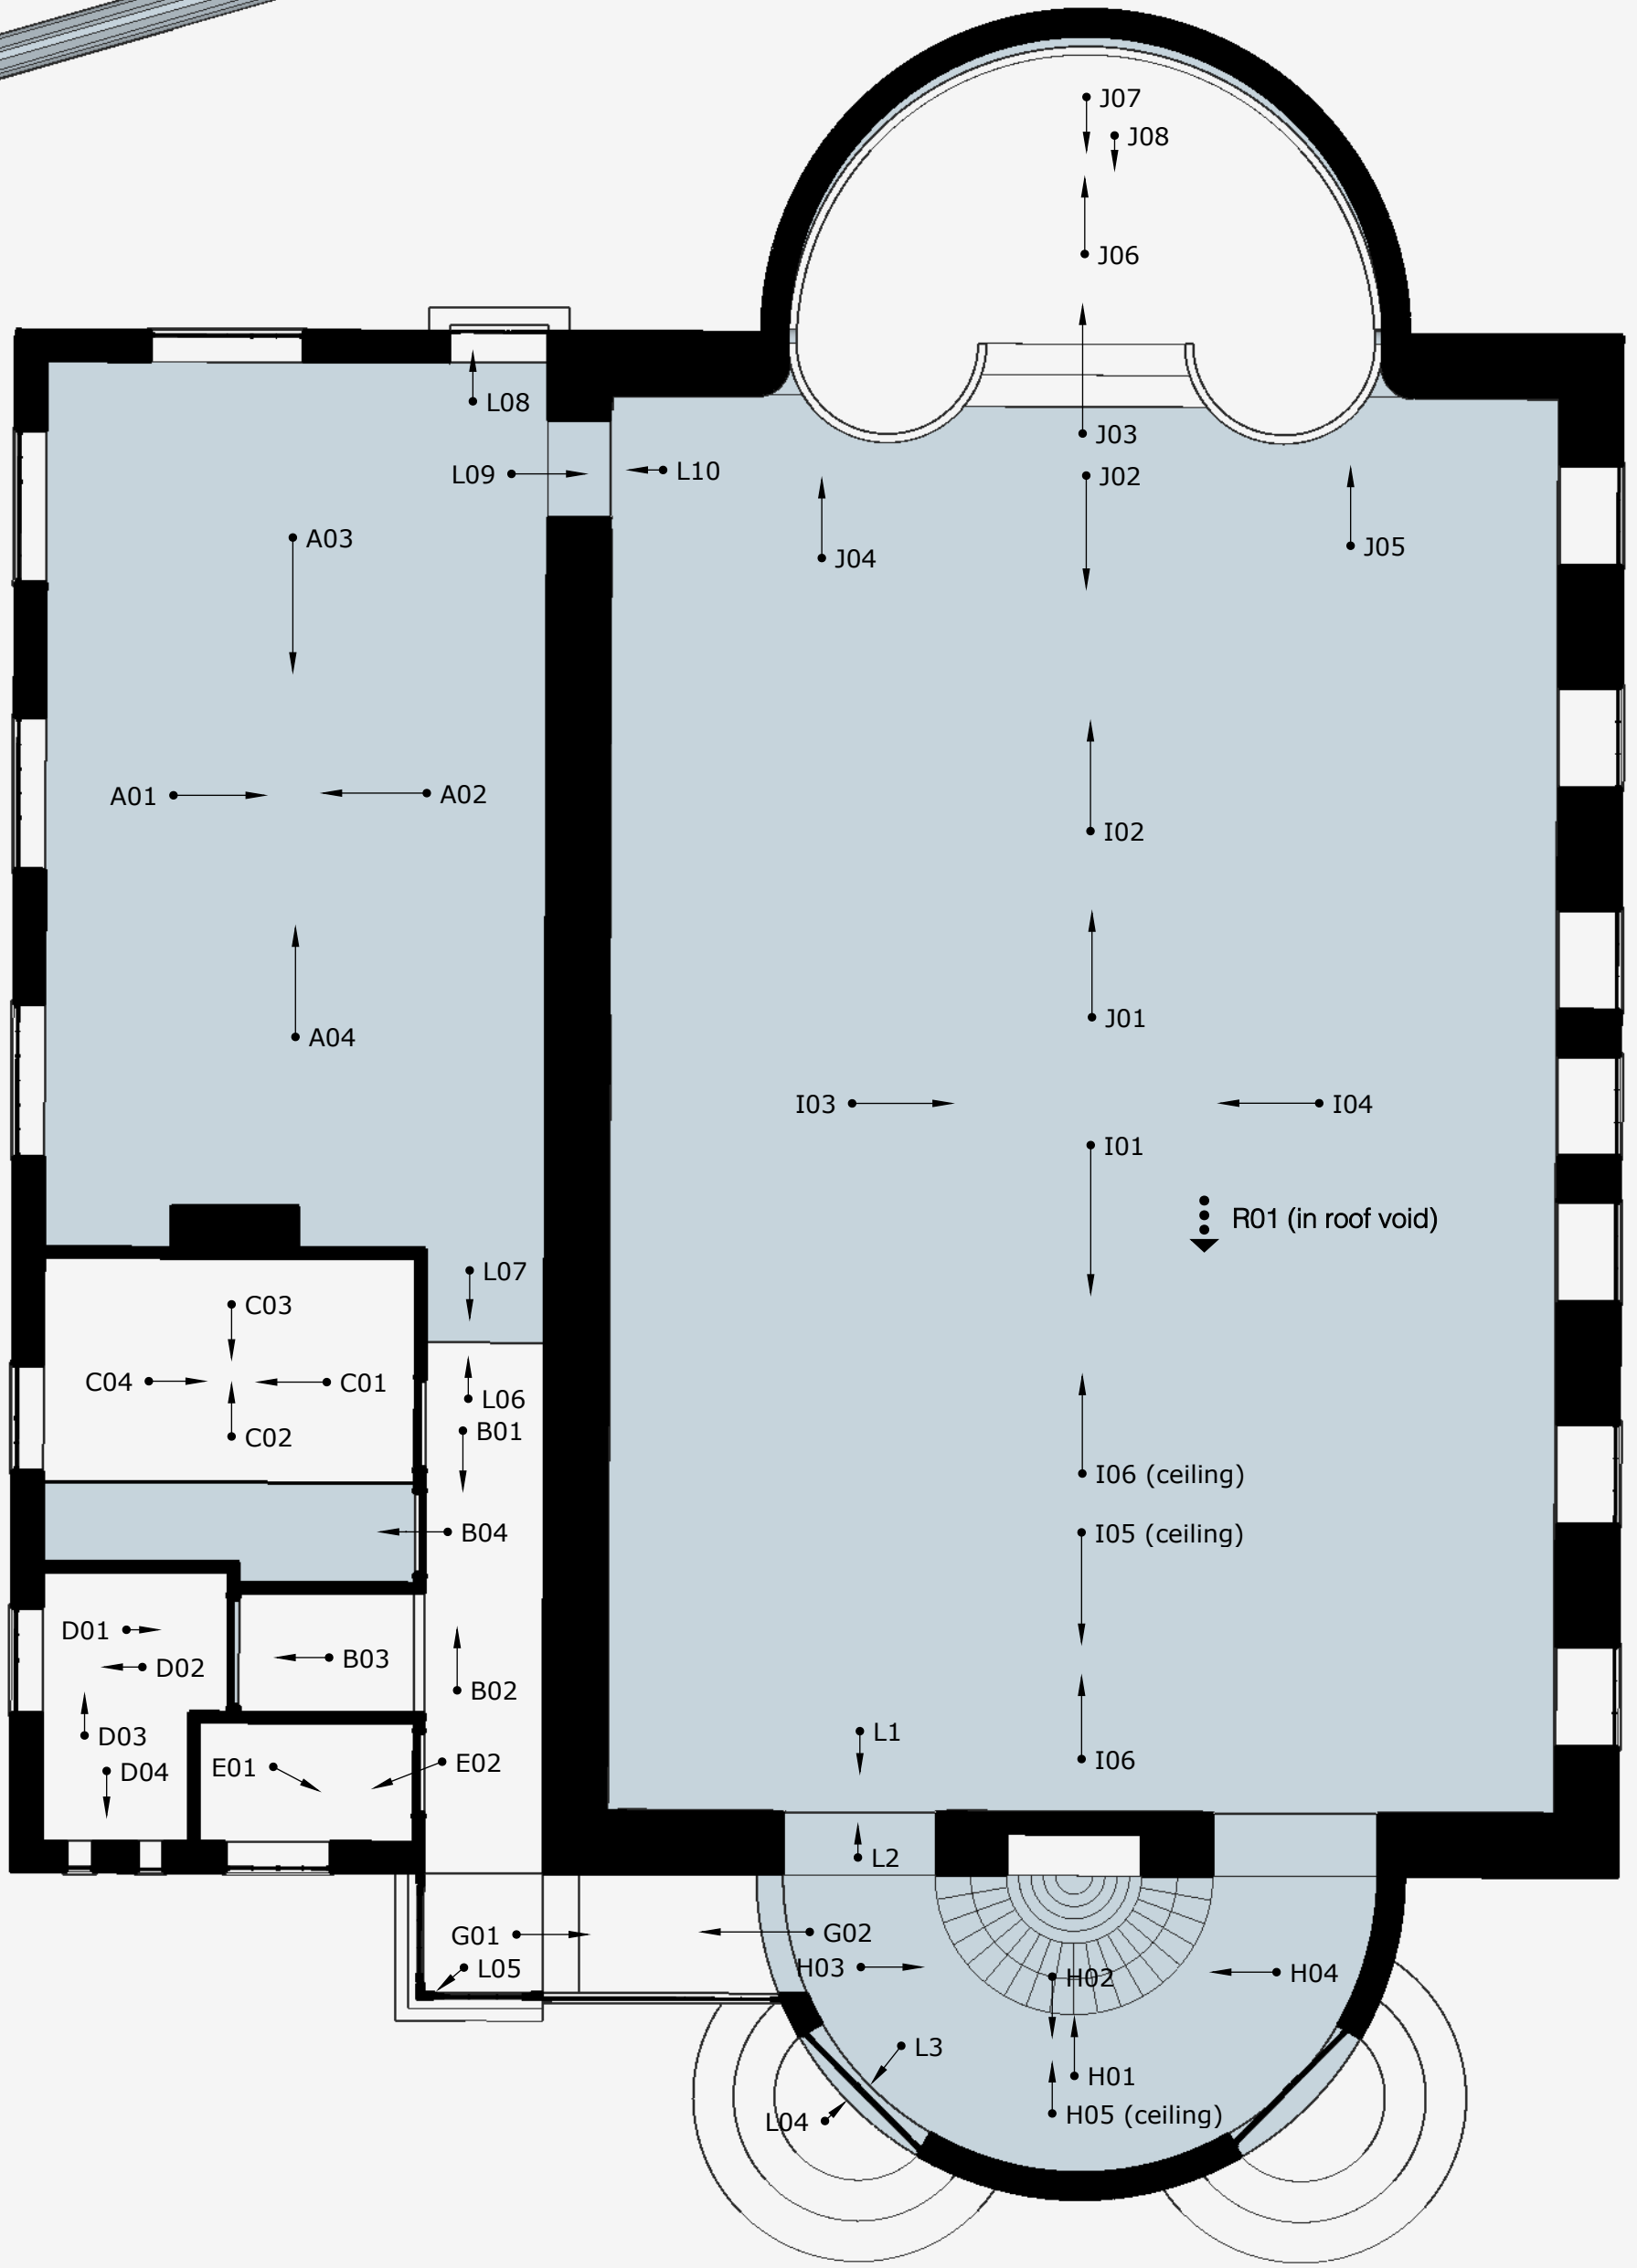 J07
J08
J06
L08
J03
L09
L10
J02
A03
J04
J05
A01
A02
I02
J01
A04
I03
I04
I01
R01 (in roof void)
L07
C03
C04
C01
L06
B01
C02
I06 (ceiling)
B04
I05 (ceiling)
D01
B03
D02
B02
L1
D03
I06
E01
D04
E02
L2
G01
G02
H03
L05
H02
H04
L3
H01
L04
H05 (ceiling)